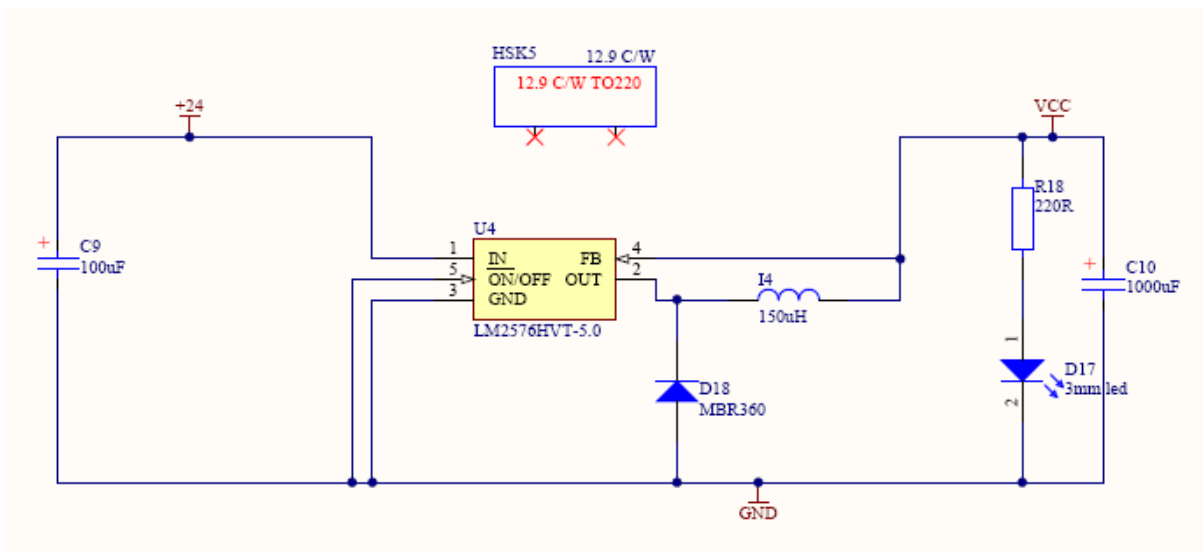 HSK5 12.9 C/W
12.9 C/W TO220
+24
VCC
R18
220R
U4
C9
100uF
1 IN FB 4
5 ON/OFF OUT 2
3 GND
LM2576HVT-5.0
I4
150uH
C10
1000uF
1
D17
3mm led
2
D18
MBR360
GND